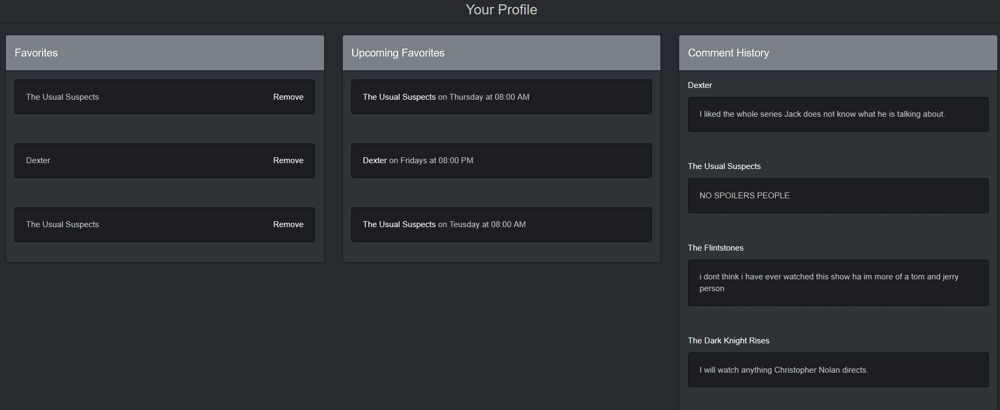 Your Profile
Favorites
The Usual Suspects Remove
Dexter Remove
The Usual Suspects Remove
Upcoming Favorites
The Usual Suspects on Thursday at 08:00 AM
Dexter on Fridays at 08:00 PM
The Usual Suspects on Teusday at 08:00 AM
Comment History
Dexter
I liked the whole series Jack does not know what he is talking about.
The Usual Suspects
NO SPOILERS PEOPLE
The Flintstones
i dont think i have ever watched this show ha im more of a tom and jerry
person
The Dark Knight Rises
I will watch anything Christopher Nolan directs.